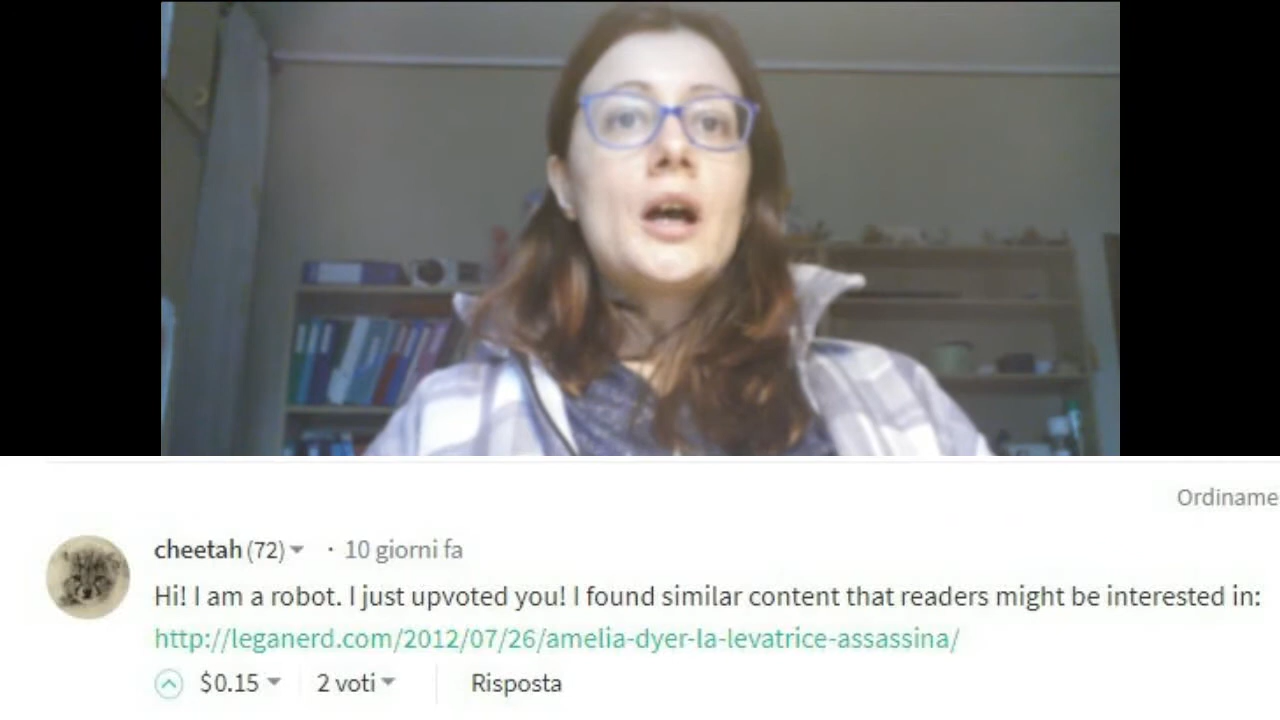 Ordiname
cheetah (72) · 10 giorni fa
Hi! I am a robot. I just upvoted you! I found similar content that readers might be interested in:
http://leganerd.com/2012/07/26/amelia-dyer-la-levatrice-assassina/
$0.15 2 voti Risposta